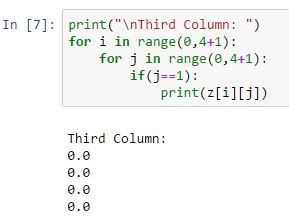 In [7]: print("\nThird Column: ")
for i in range(0,4+1):
    for j in range(0,4+1):
        if(j==1):
            print(z[i][j])
Third Column:
0.0
0.0
0.0
0.0